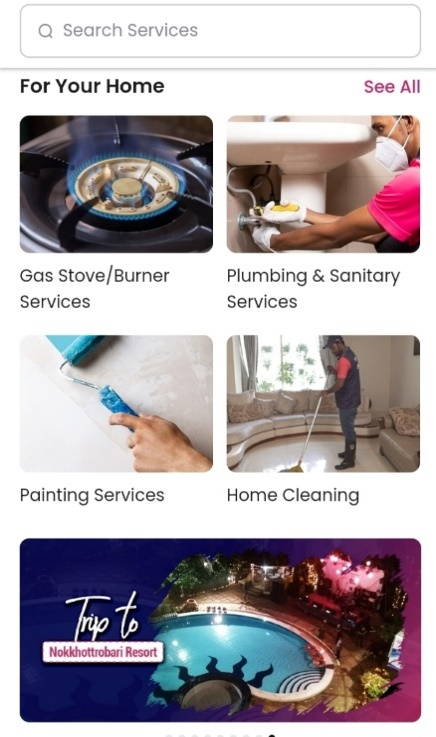 Search Services
For Your Home
See All
Gas Stove/Burner
Services
Plumbing & Sanitary
Services
Painting Services
Home Cleaning
Trip to
Nokkhottrobari Resort